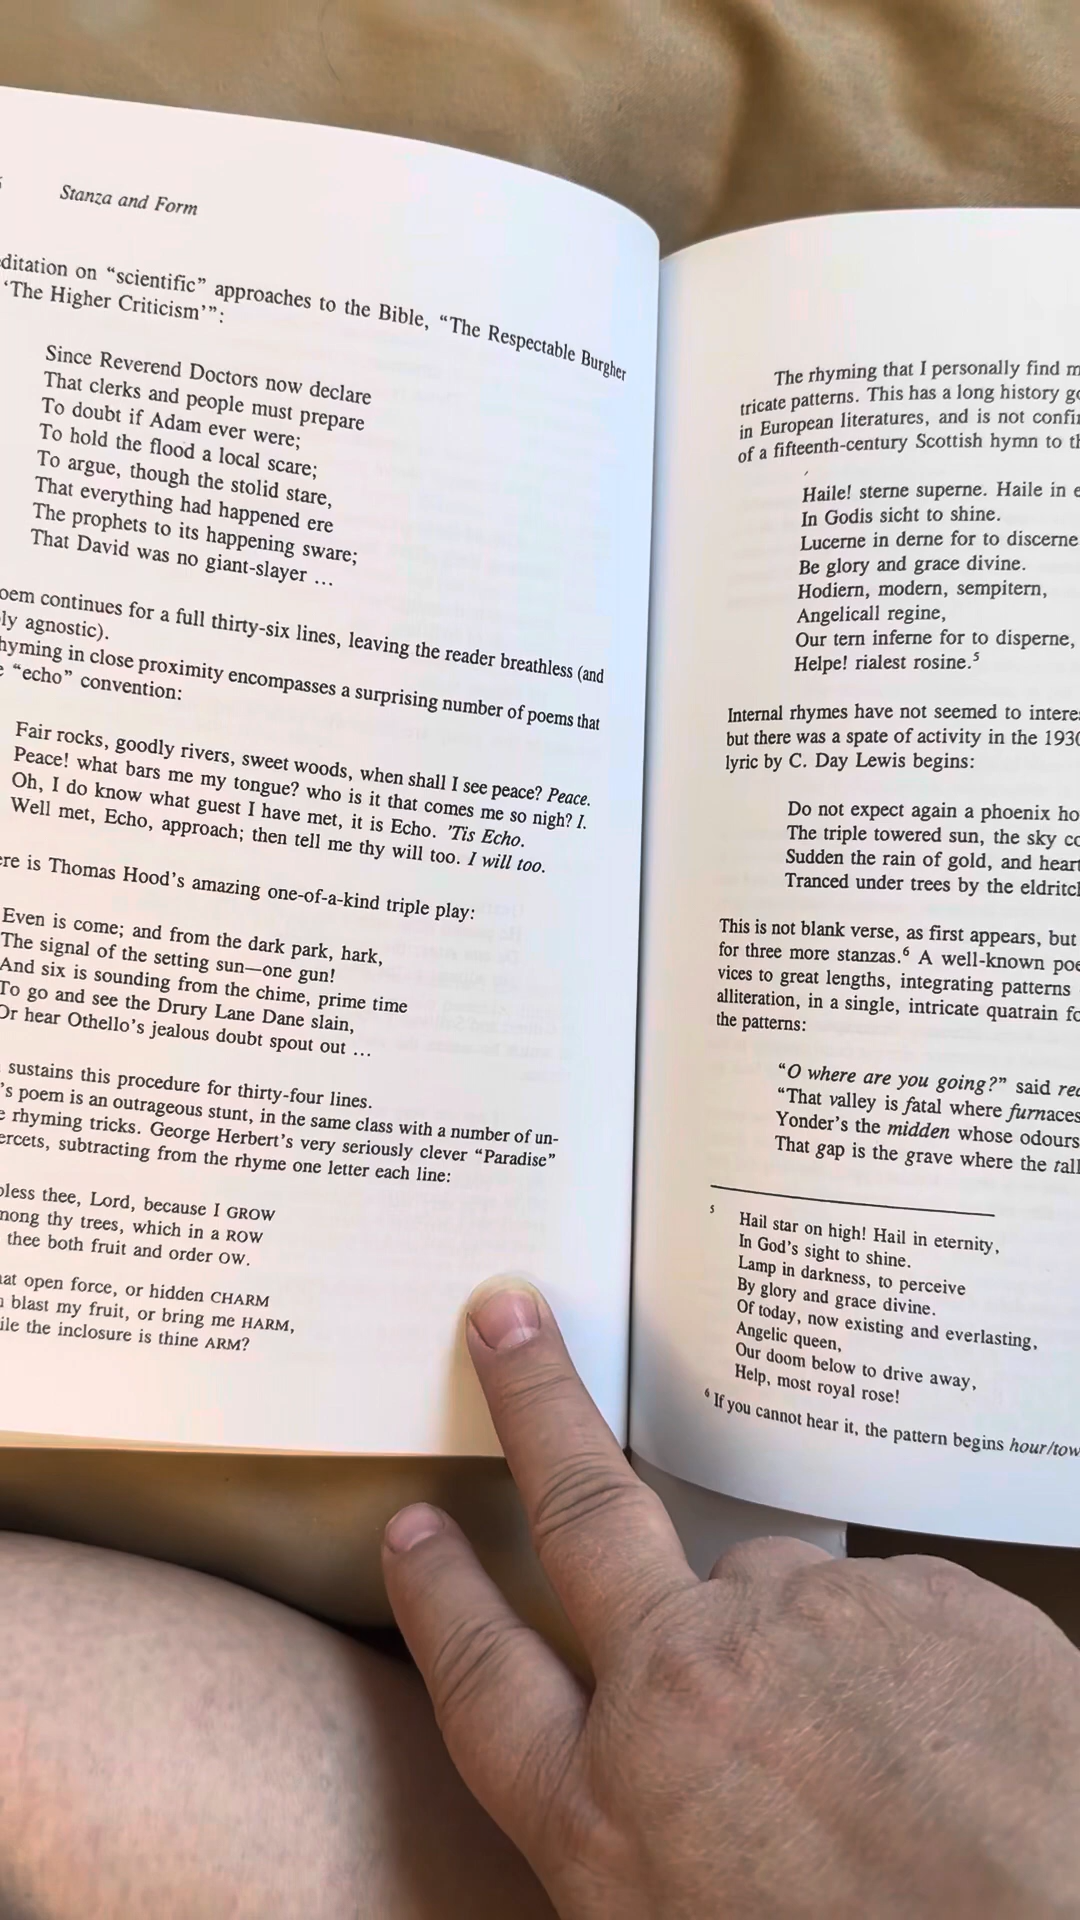 Stanza and Form
ditation on “scientific” approaches to the Bible, “The Respectable Burgher
‘The Higher Criticism’”:
Since Reverend Doctors now declare
That clerks and people must prepare
To doubt if Adam ever were;
To hold the flood a local scare;
To argue, though the stolid stare,
That everything had happened ere
The prophets to its happening sware;
That David was no giant-slayer ...
oem continues for a full thirty-six lines, leaving the reader breathless (and
ly agnostic).
hyming in close proximity encompasses a surprising number of poems that
e “echo” convention:
Fair rocks, goodly rivers, sweet woods, when shall I see peace? Peace.
Peace! what bars me my tongue? who is it that comes me so nigh? I.
Oh, I do know what guest I have met, it is Echo. ’Tis Echo.
Well met, Echo, approach; then tell me thy will too. I will too.
ere is Thomas Hood’s amazing one-of-a-kind triple play:
Even is come; and from the dark park, hark,
The signal of the setting sun—one gun!
And six is sounding from the chime, prime time
To go and see the Drury Lane Dane slain,
Or hear Othello’s jealous doubt spout out ...
sustains this procedure for thirty-four lines.
’s poem is an outrageous stunt, in the same class with a number of un-
e rhyming tricks. George Herbert’s very seriously clever “Paradise”
ercets, subtracting from the rhyme one letter each line:
bless thee, Lord, because I GROW
mong thy trees, which in a ROW
thee both fruit and order OW.
hat open force, or hidden CHARM
n blast my fruit, or bring me HARM,
ile the inclosure is thine ARM?
The rhyming that I personally find m
tricate patterns. This has a long history go
in European literatures, and is not confin
of a fifteenth-century Scottish hymn to th
Haile! sterne superne. Haile in e
In Godis sicht to shine.
Lucerne in derne for to discerne
Be glory and grace divine.
Hodiern, modern, sempitern,
Angelicall regine,
Our tern inferne for to disperne,
Helpe! rialest rosine.5
Internal rhymes have not seemed to intere
but there was a spate of activity in the 1930
lyric by C. Day Lewis begins:
Do not expect again a phoenix ho
The triple towered sun, the sky co
Sudden the rain of gold, and heart
Tranced under trees by the eldritch
This is not blank verse, as first appears, but
for three more stanzas.6 A well-known poe
vices to great lengths, integrating patterns
alliteration, in a single, intricate quatrain fo
the patterns:
“O where are you going?” said rea
“That valley is fatal where furnaces
Yonder’s the midden whose odours
That gap is the grave where the tall
5 Hail star on high! Hail in eternity,
In God’s sight to shine.
Lamp in darkness, to perceive
By glory and grace divine.
Of today, now existing and everlasting,
Angelic queen,
Our doom below to drive away,
Help, most royal rose!
6 If you cannot hear it, the pattern begins hour/tow